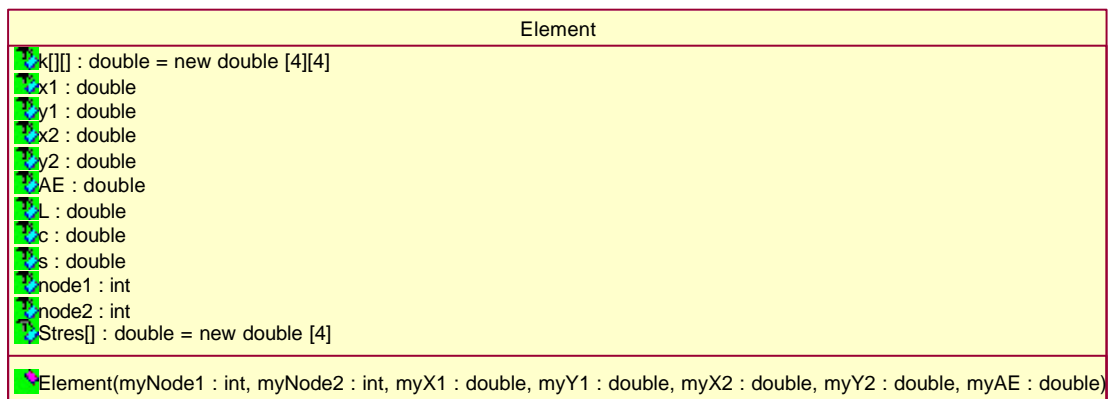 Element
k[][] : double = new double [4][4]
x1 : double
y1 : double
x2 : double
y2 : double
AE : double
L : double
c : double
s : double
node1 : int
node2 : int
Stres[] : double = new double [4]
Element(myNode1 : int, myNode2 : int, myX1 : double, myY1 : double, myX2 : double, myY2 : double, myAE : double)